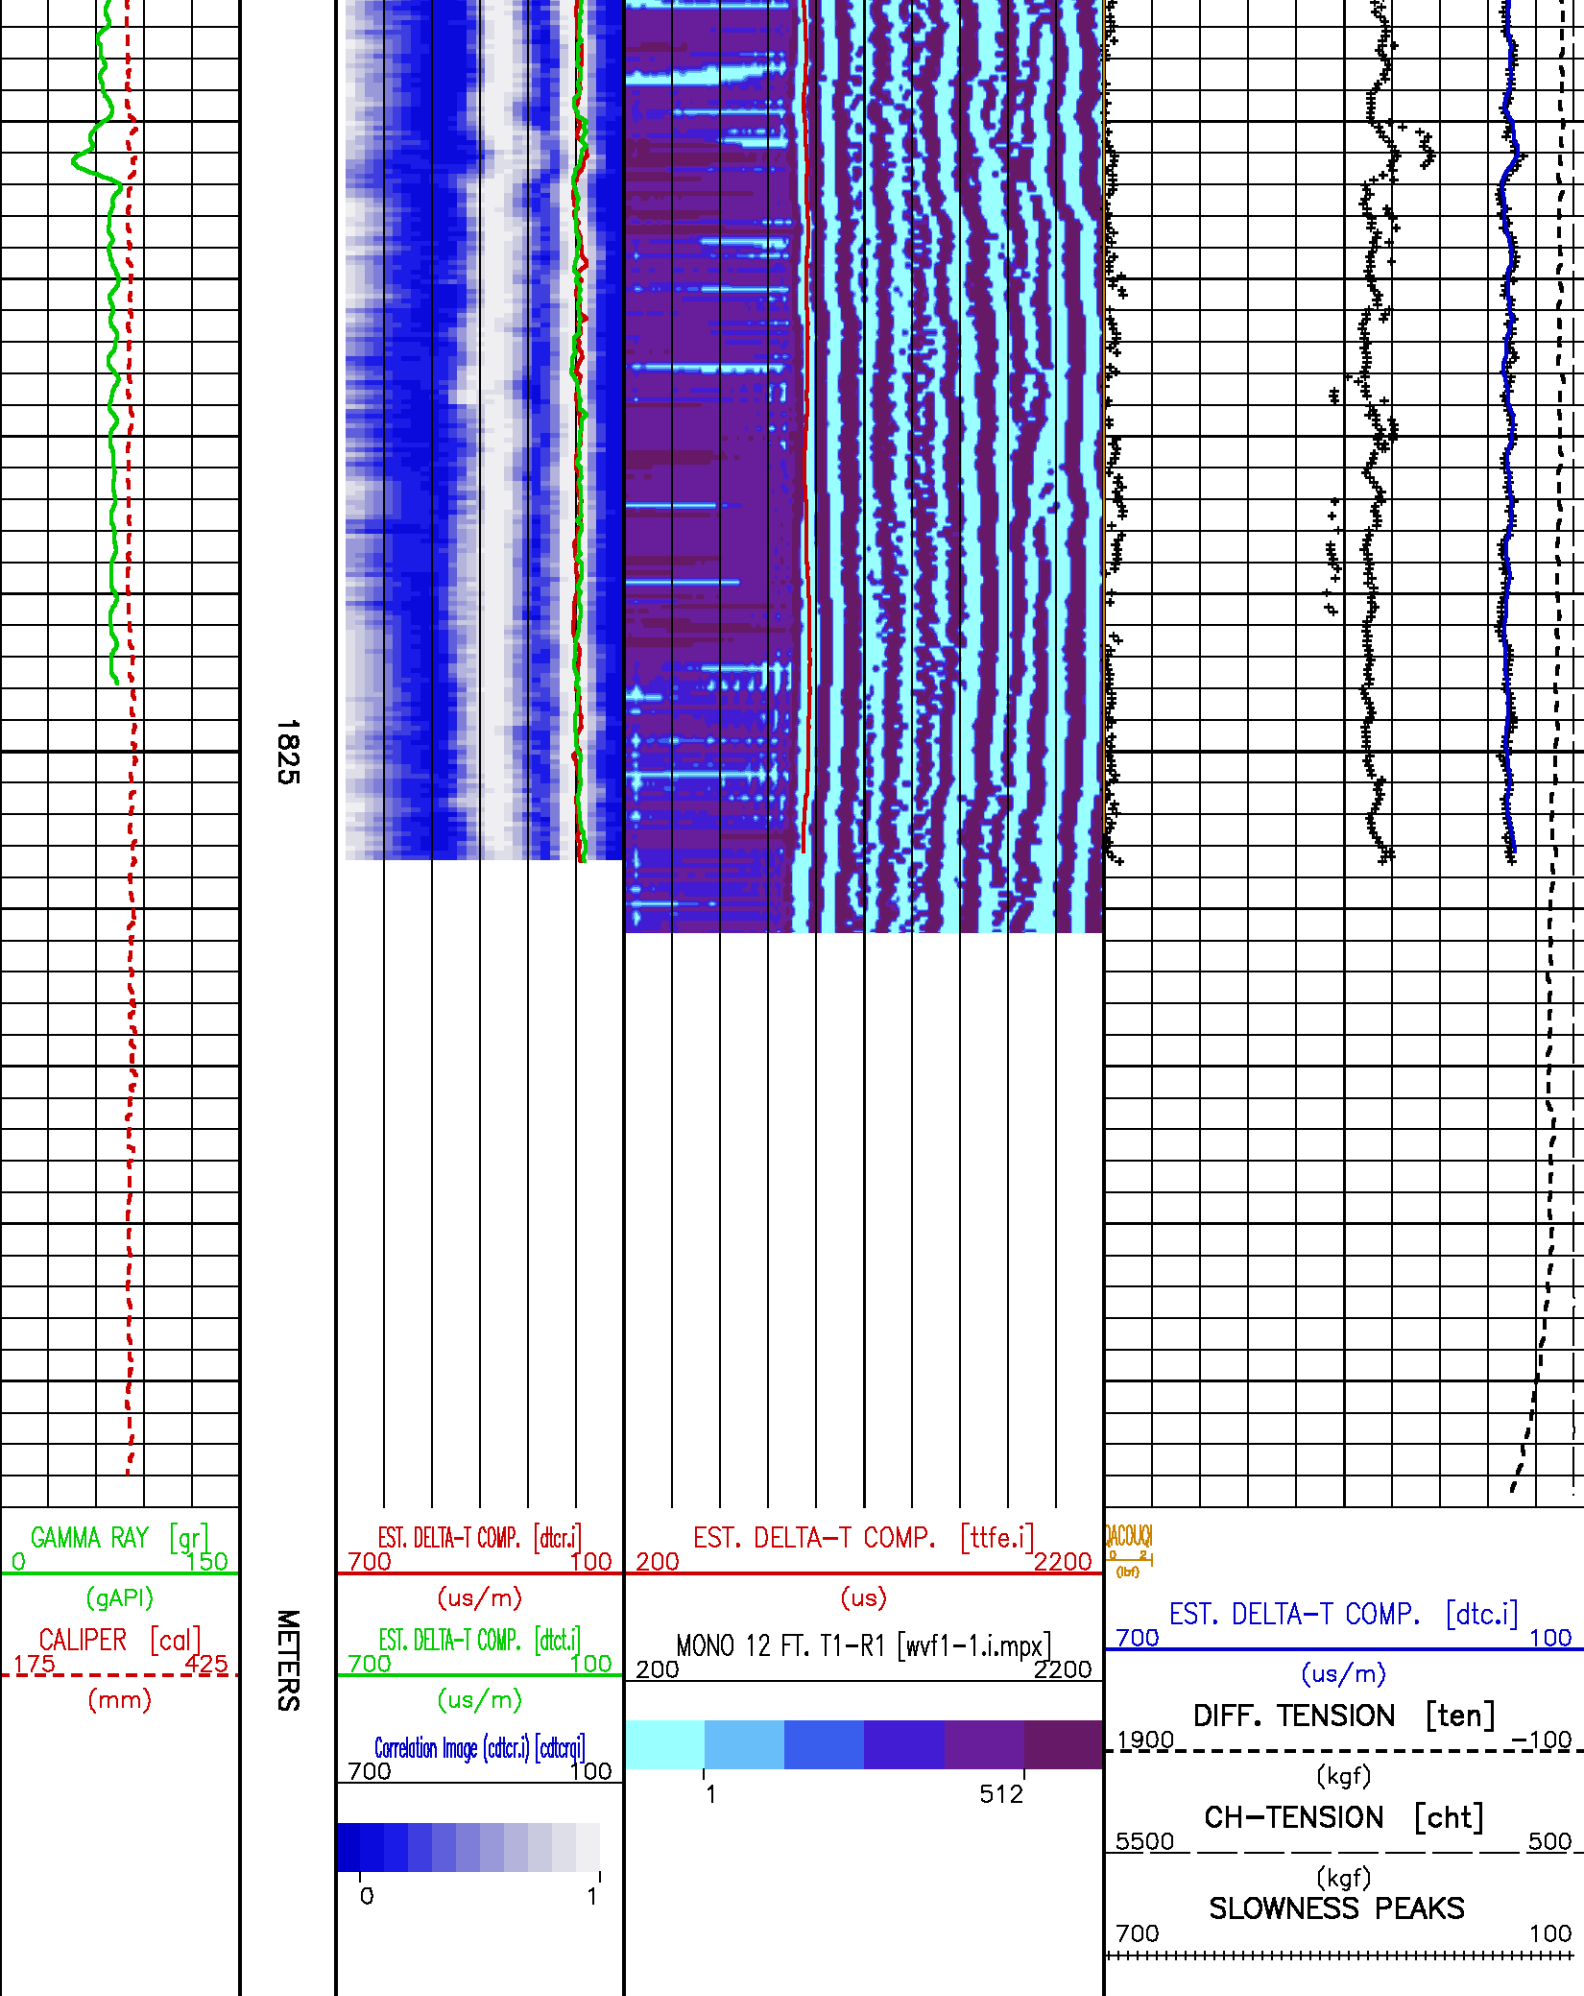 1825
METERS
GAMMA RAY [gr]
0 150
(gAPI)
CALIPER [cal]
175 425
(mm)
EST. DELTA-T COMP. [dtcr.i]
700 100
(us/m)
EST. DELTA-T COMP. [dtct.i]
700 100
(us/m)
Correlation Image (cdtcr.i) [cdtcrqi]
700 100
0 1
EST. DELTA-T COMP. [ttfe.i]
200 2200
(us)
MONO 12 FT. T1-R1 [wvf1-1.i.mpx]
200 2200
1 512
0 2
(lbf)
EST. DELTA-T COMP. [dtc.i]
700 100
(us/m)
DIFF. TENSION [ten]
1900 -100
(kgf)
CH-TENSION [cht]
5500 500
(kgf)
SLOWNESS PEAKS
700 100